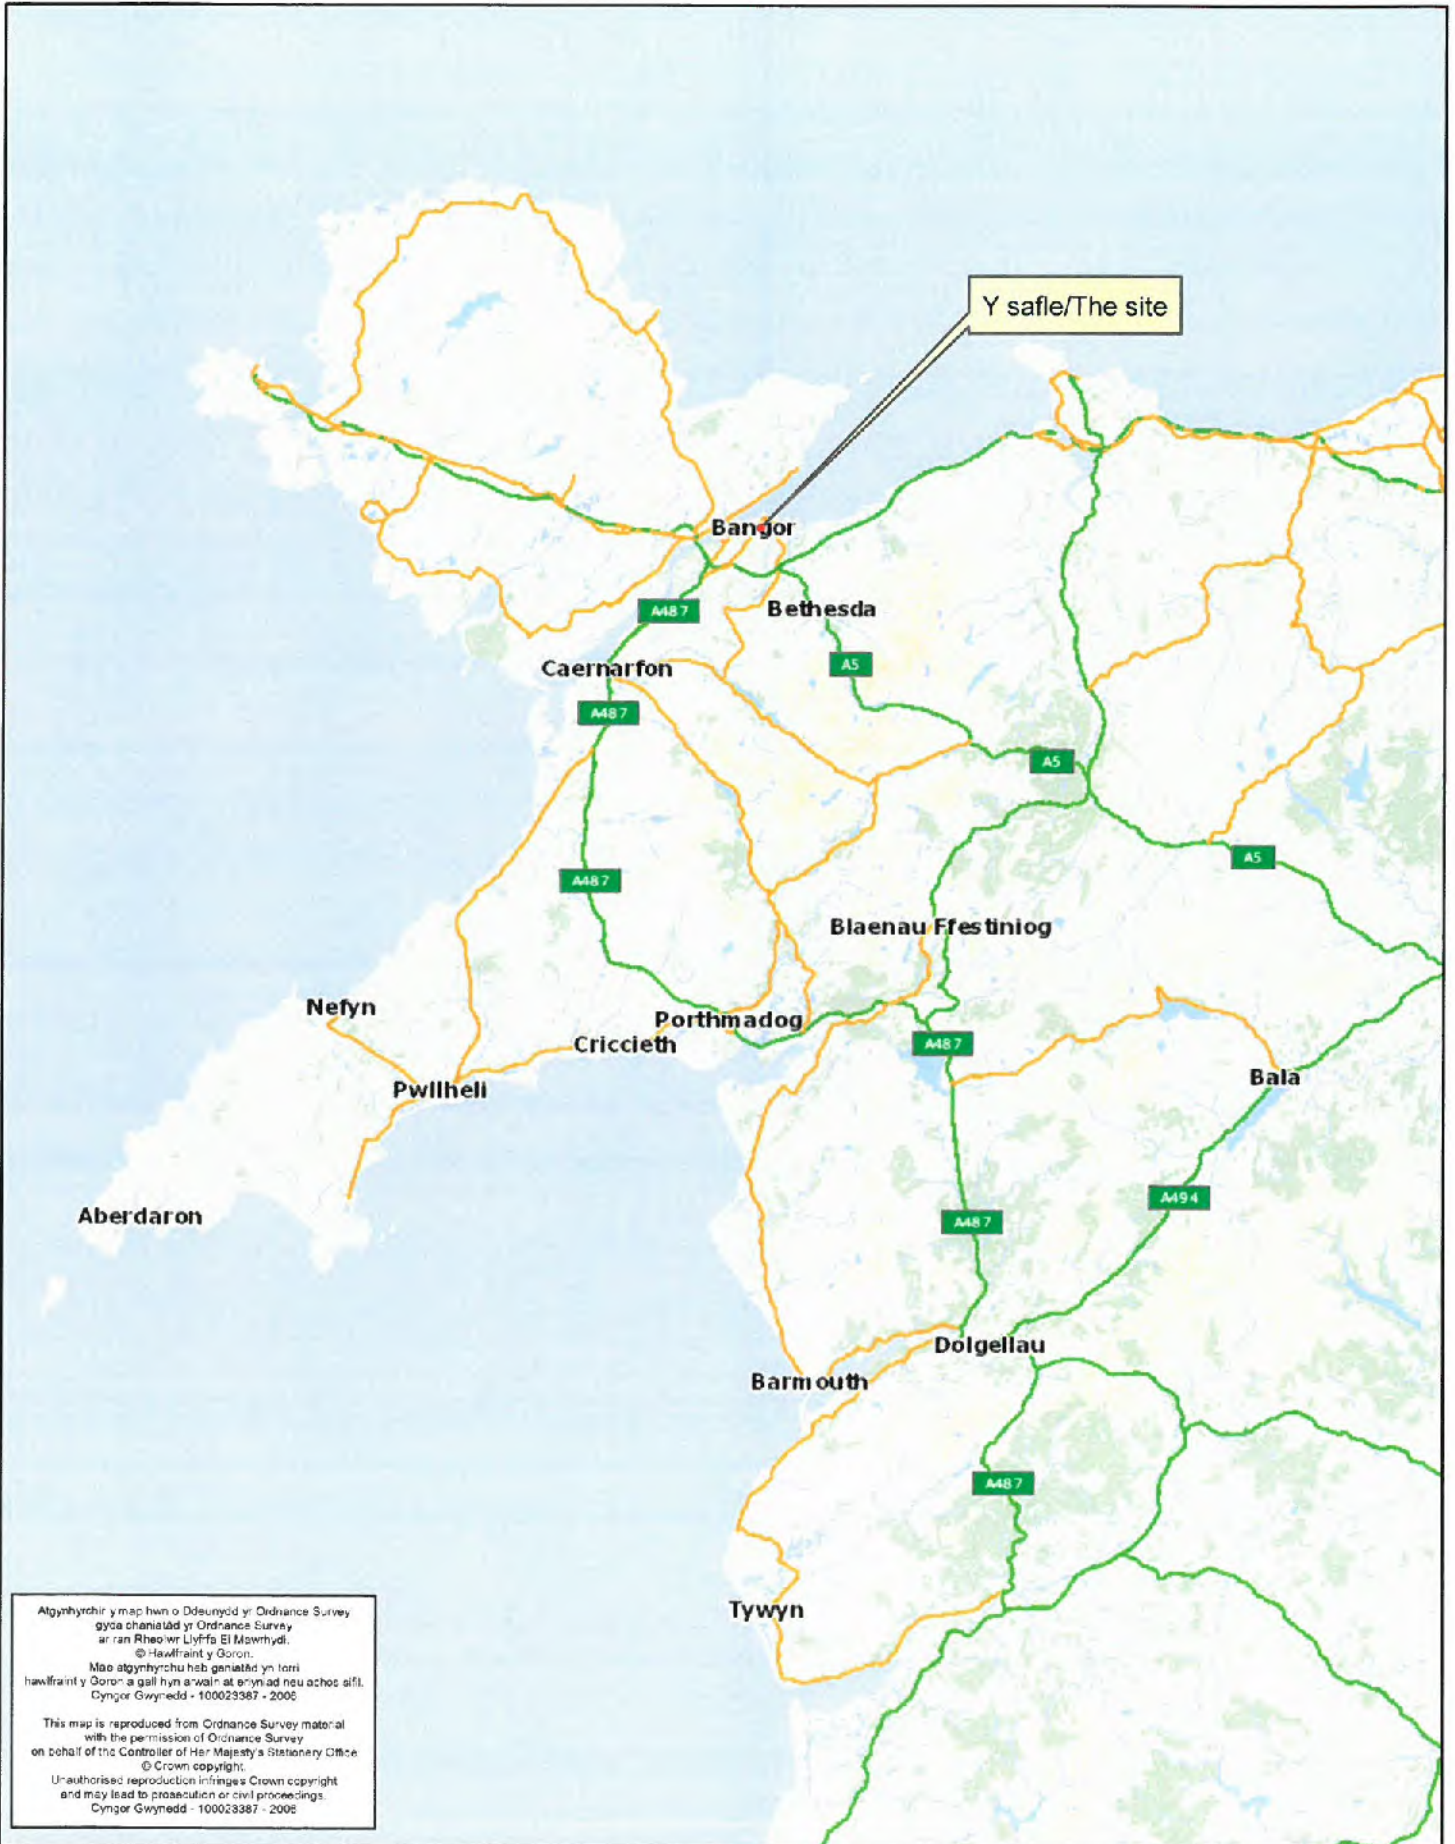 Y safle/The site
Bangor
A487
Bethesda
Caernarfon
A5
A487
A5
A5
A487
Blaenau Ffestiniog
Nefyn
Porthmadog
Criccieth
A487
Pwllheli
Bala
Aberdaron
A494
A487
Dolgellau
Barmouth
A487
Tywyn
Atgynhyrchir y map hwn o Ddeunydd yr Ordnance Survey
gyda chaniatâd yr Ordnance Survey
ar ran Rheolwr Llyfrfa Ei Mawrhydi.
© Hawlfraint y Goron.
Mae atgynhyrchu heb ganiatâd yn torri
hawlfraint y Goron a gall hyn arwain at erlyniad neu achos sifil.
Cyngor Gwynedd - 100023387 - 2006
This map is reproduced from Ordnance Survey material
with the permission of Ordnance Survey
on behalf of the Controller of Her Majesty's Stationery Office
© Crown copyright.
Unauthorised reproduction infringes Crown copyright
and may lead to prosecution or civil proceedings.
Cyngor Gwynedd - 100023387 - 2006